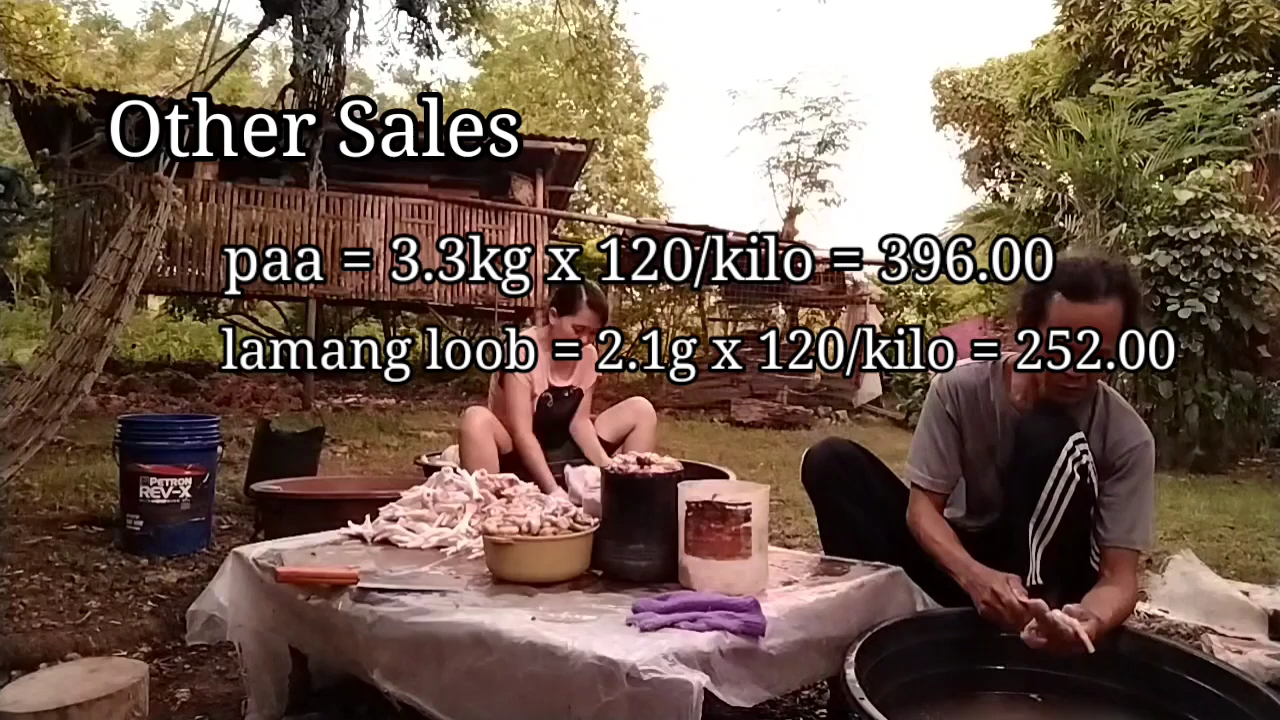 Other Sales
paa = 3.3kg x 120/kilo = 396.00
lamang loob = 2.1g x 120/kilo = 252.00
PETRON
REV-X